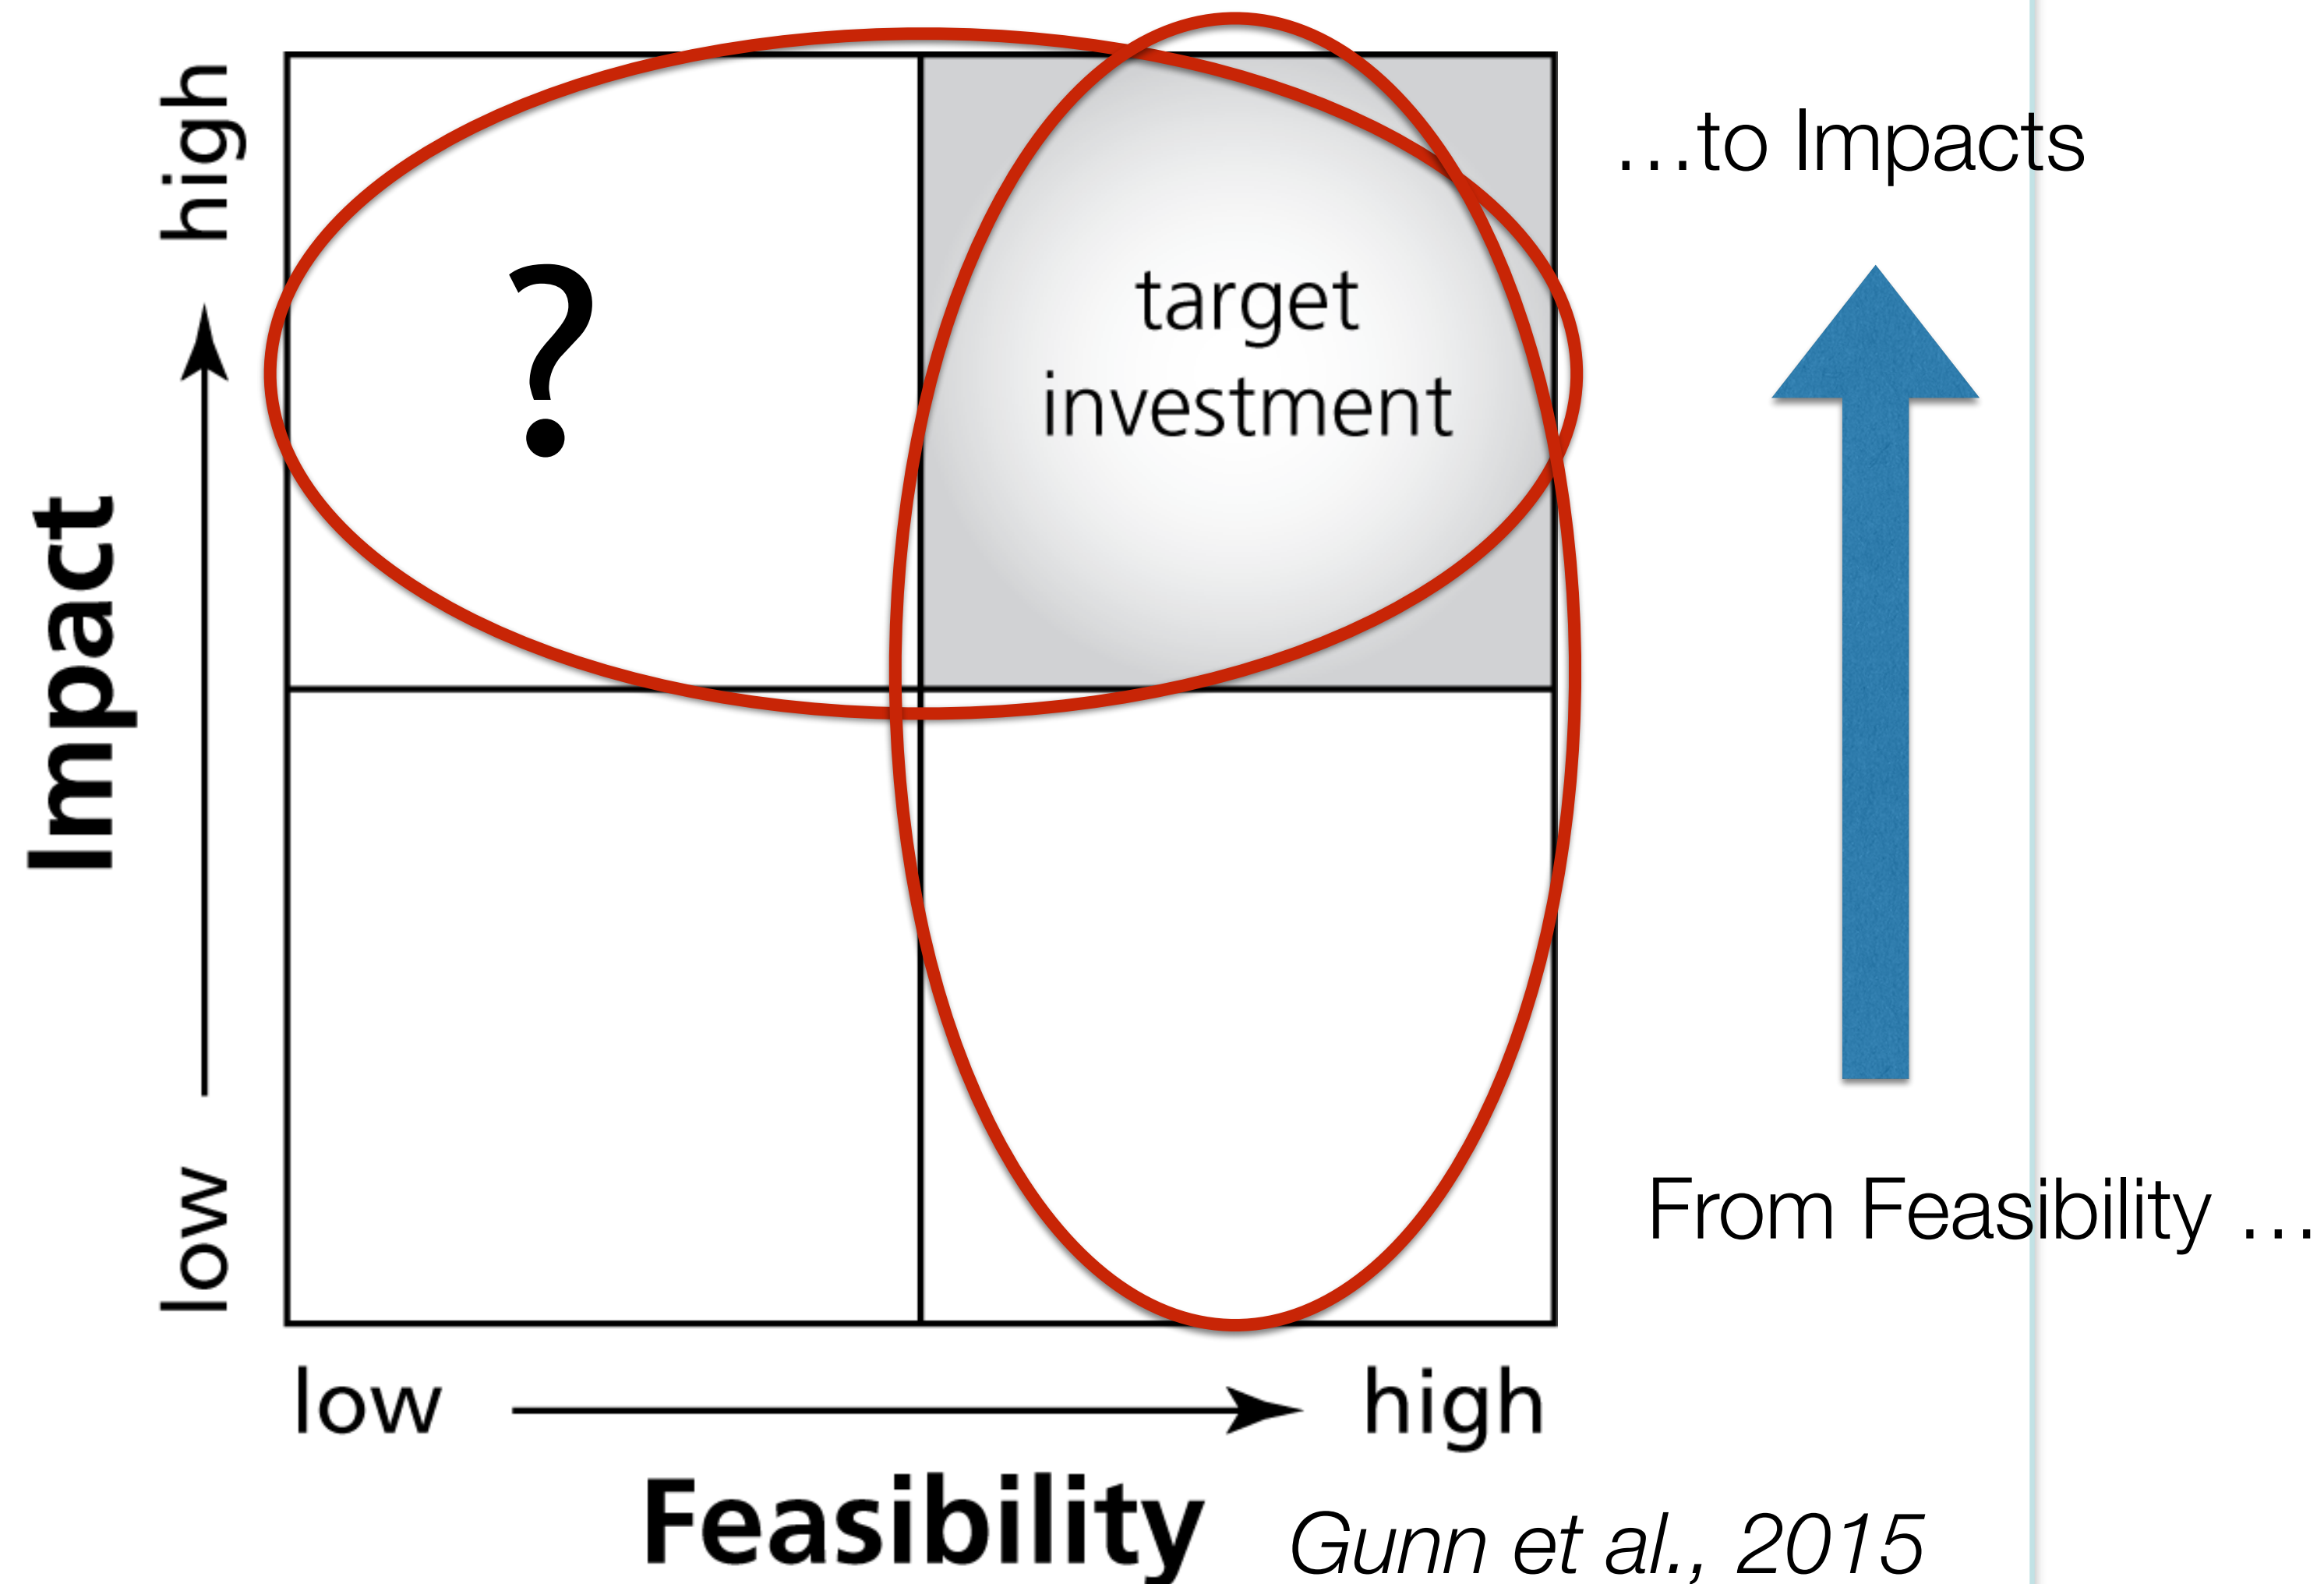 high
…to Impacts
?
target
investment
Impact
low
From Feasibility …
low
high
Feasibility
Gunn et al., 2015